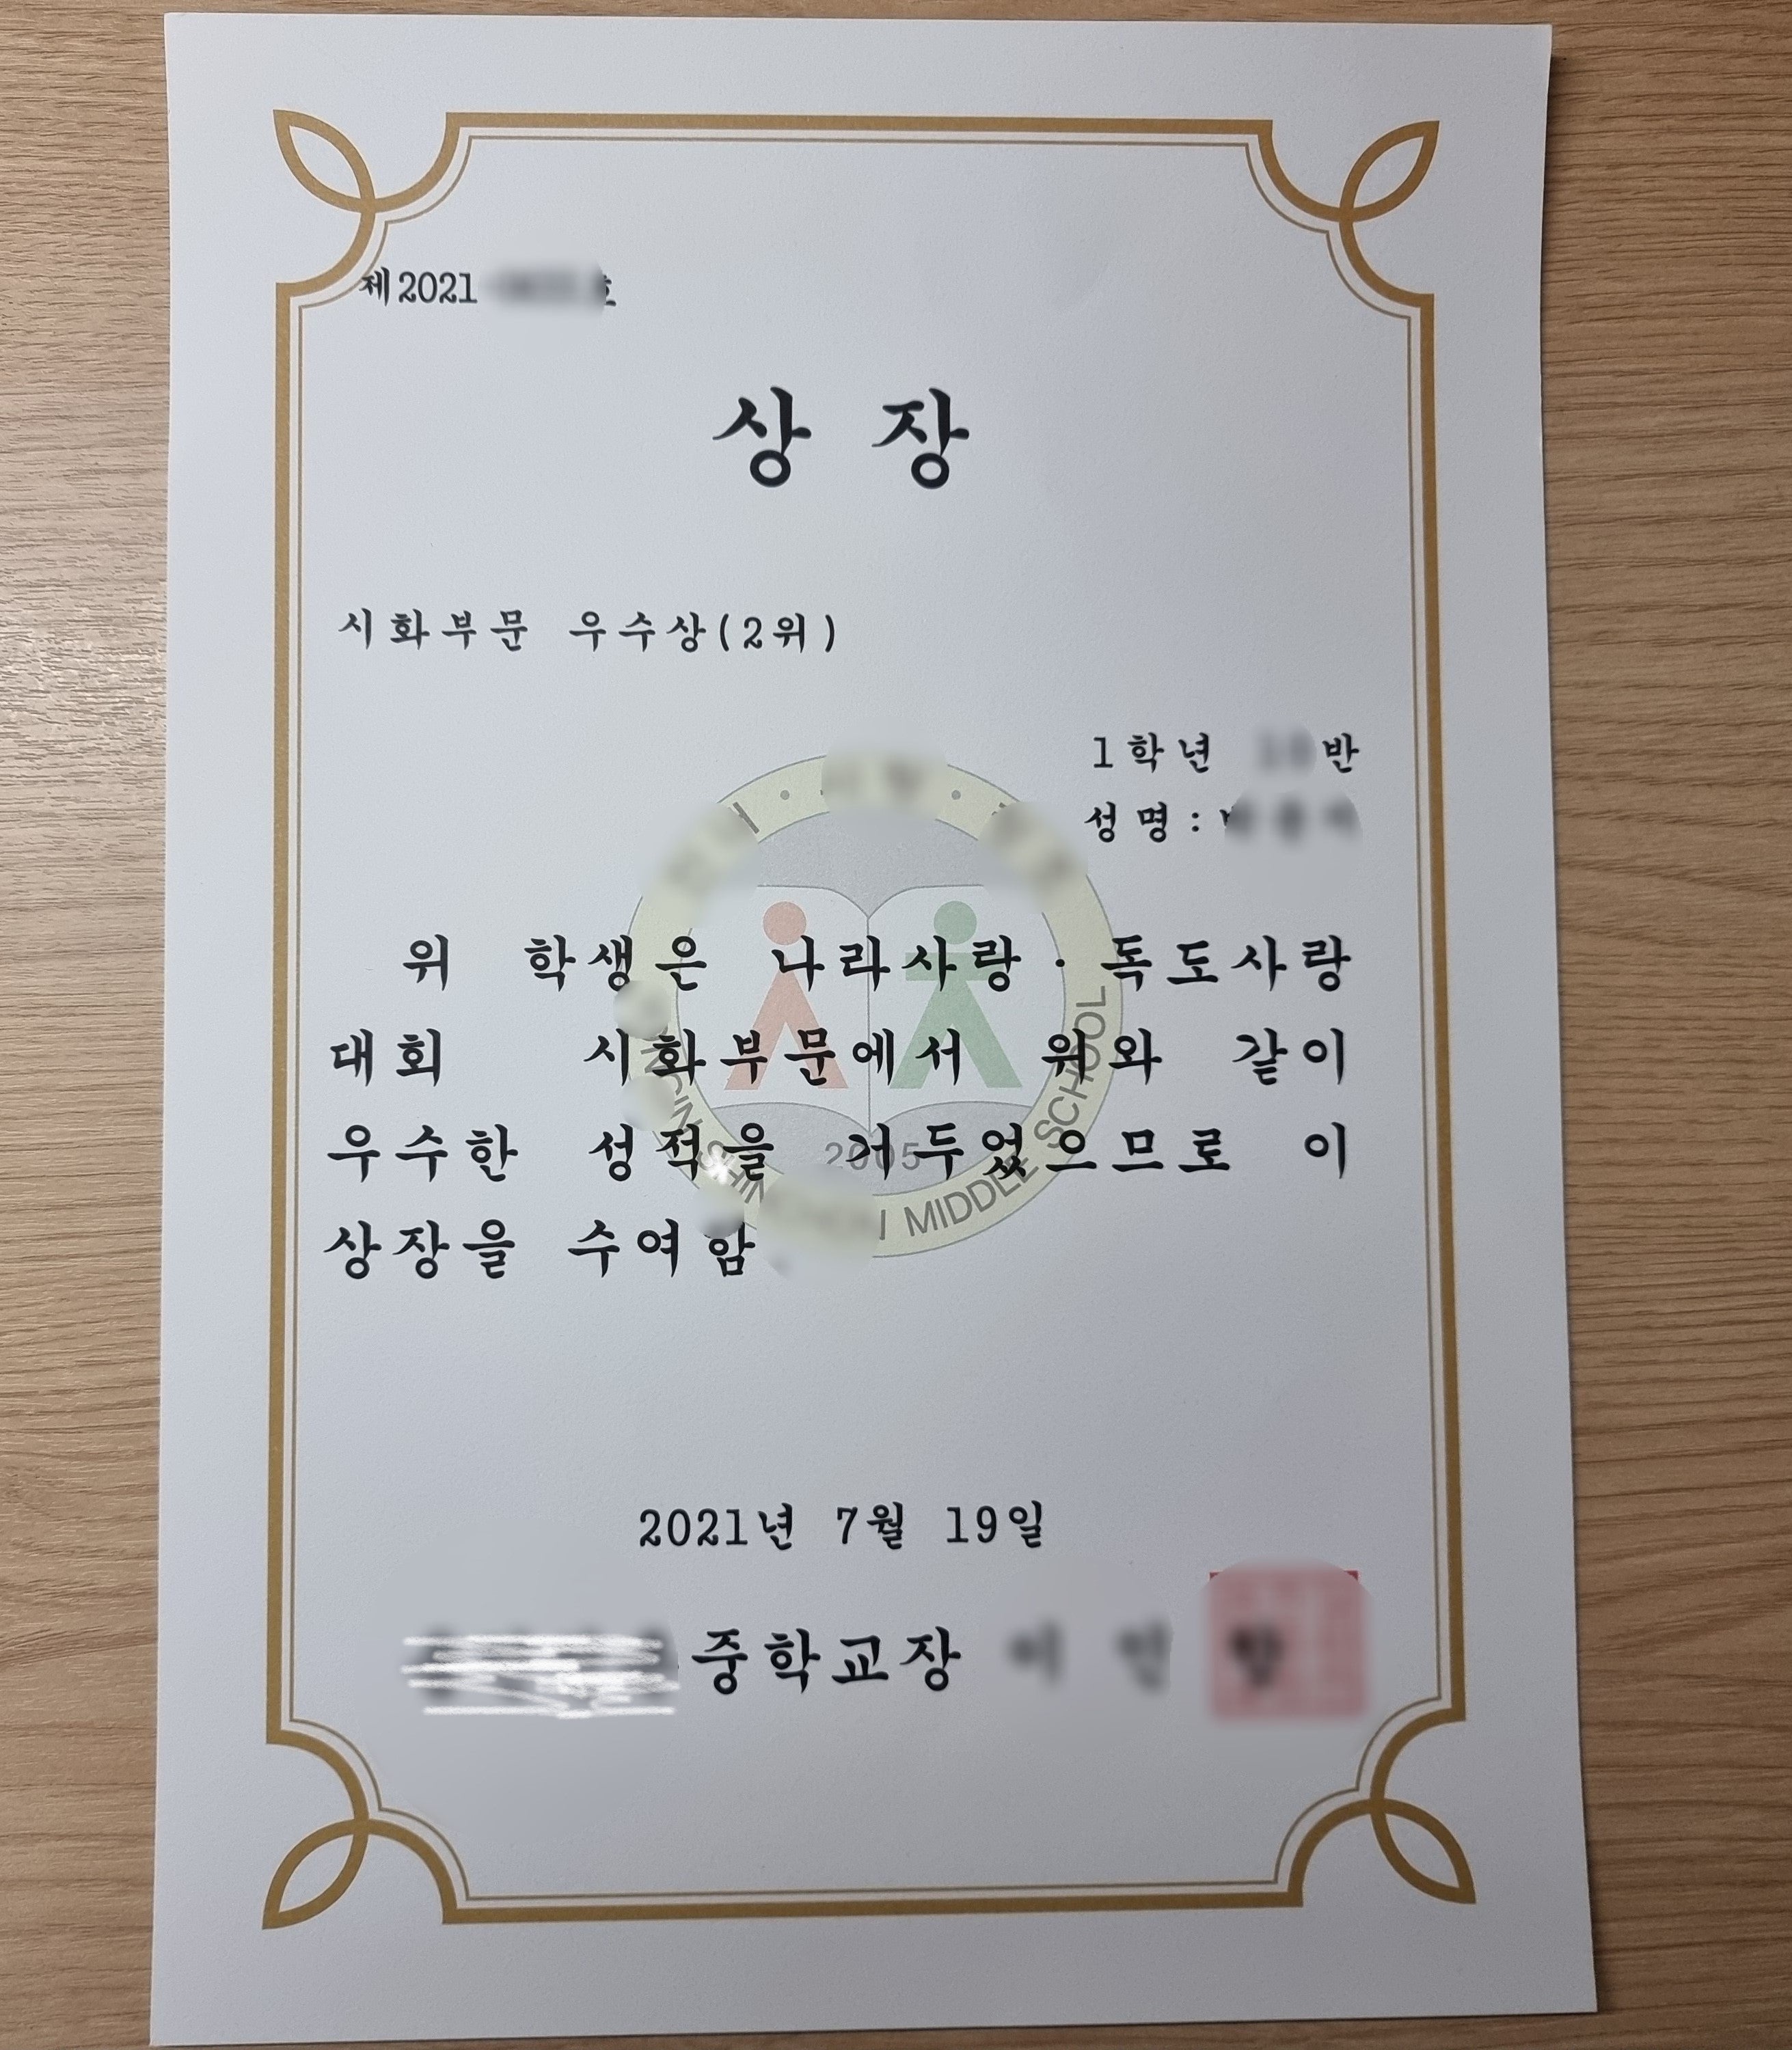 제2021
상 장
시화부문 우수상(2위)
1학년 반
성명:
위 학생은 나라사랑·독도사랑
대회 시화부문에서 위와 같이
우수한 성적을 거두었으므로 이
상장을 수여함
2005
MIDDLE SCHOOL
2021년 7월 19일
중학교장